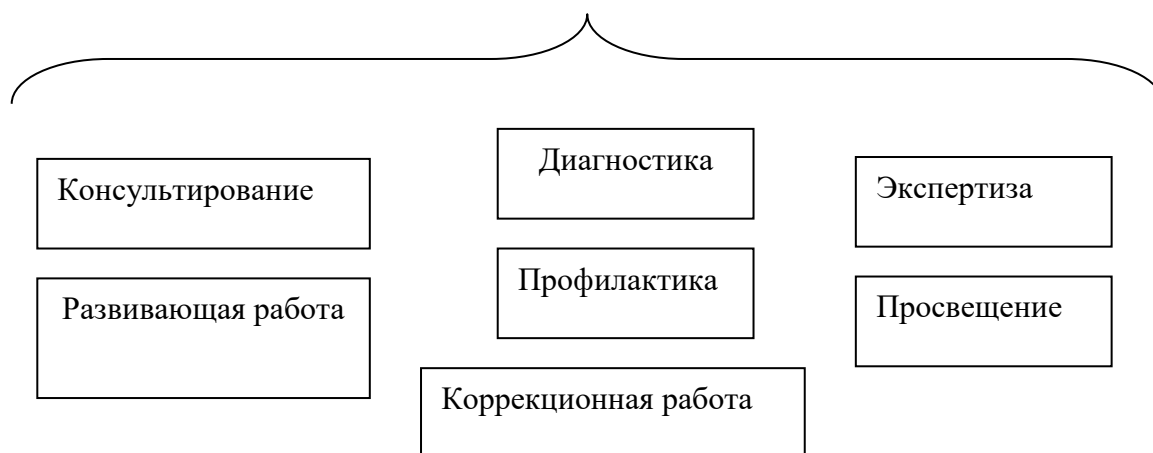 Диагностика
Консультирование
Экспертиза
Профилактика
Развивающая работа
Просвещение
Коррекционная работа